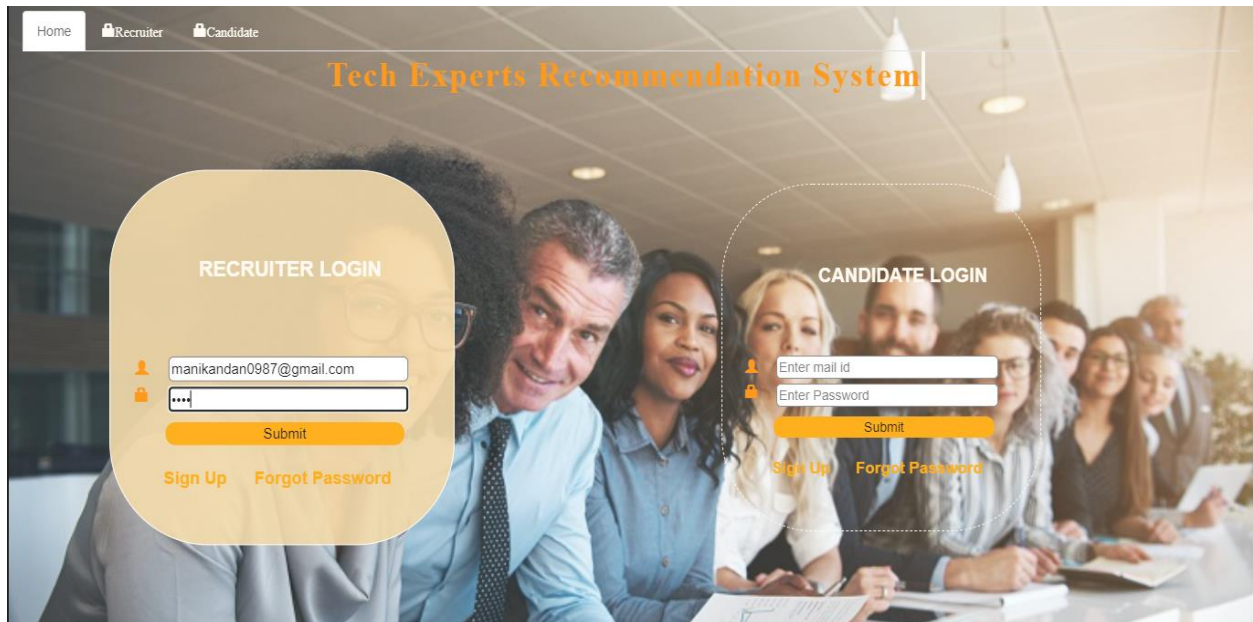 Home Recruiter Candidate
Tech Experts Recommendation System
RECRUITER LOGIN
manikandan0987@gmail.com
••••
Submit
Sign Up Forgot Password
CANDIDATE LOGIN
Enter mail id
Enter Password
Submit
Sign Up Forgot Password